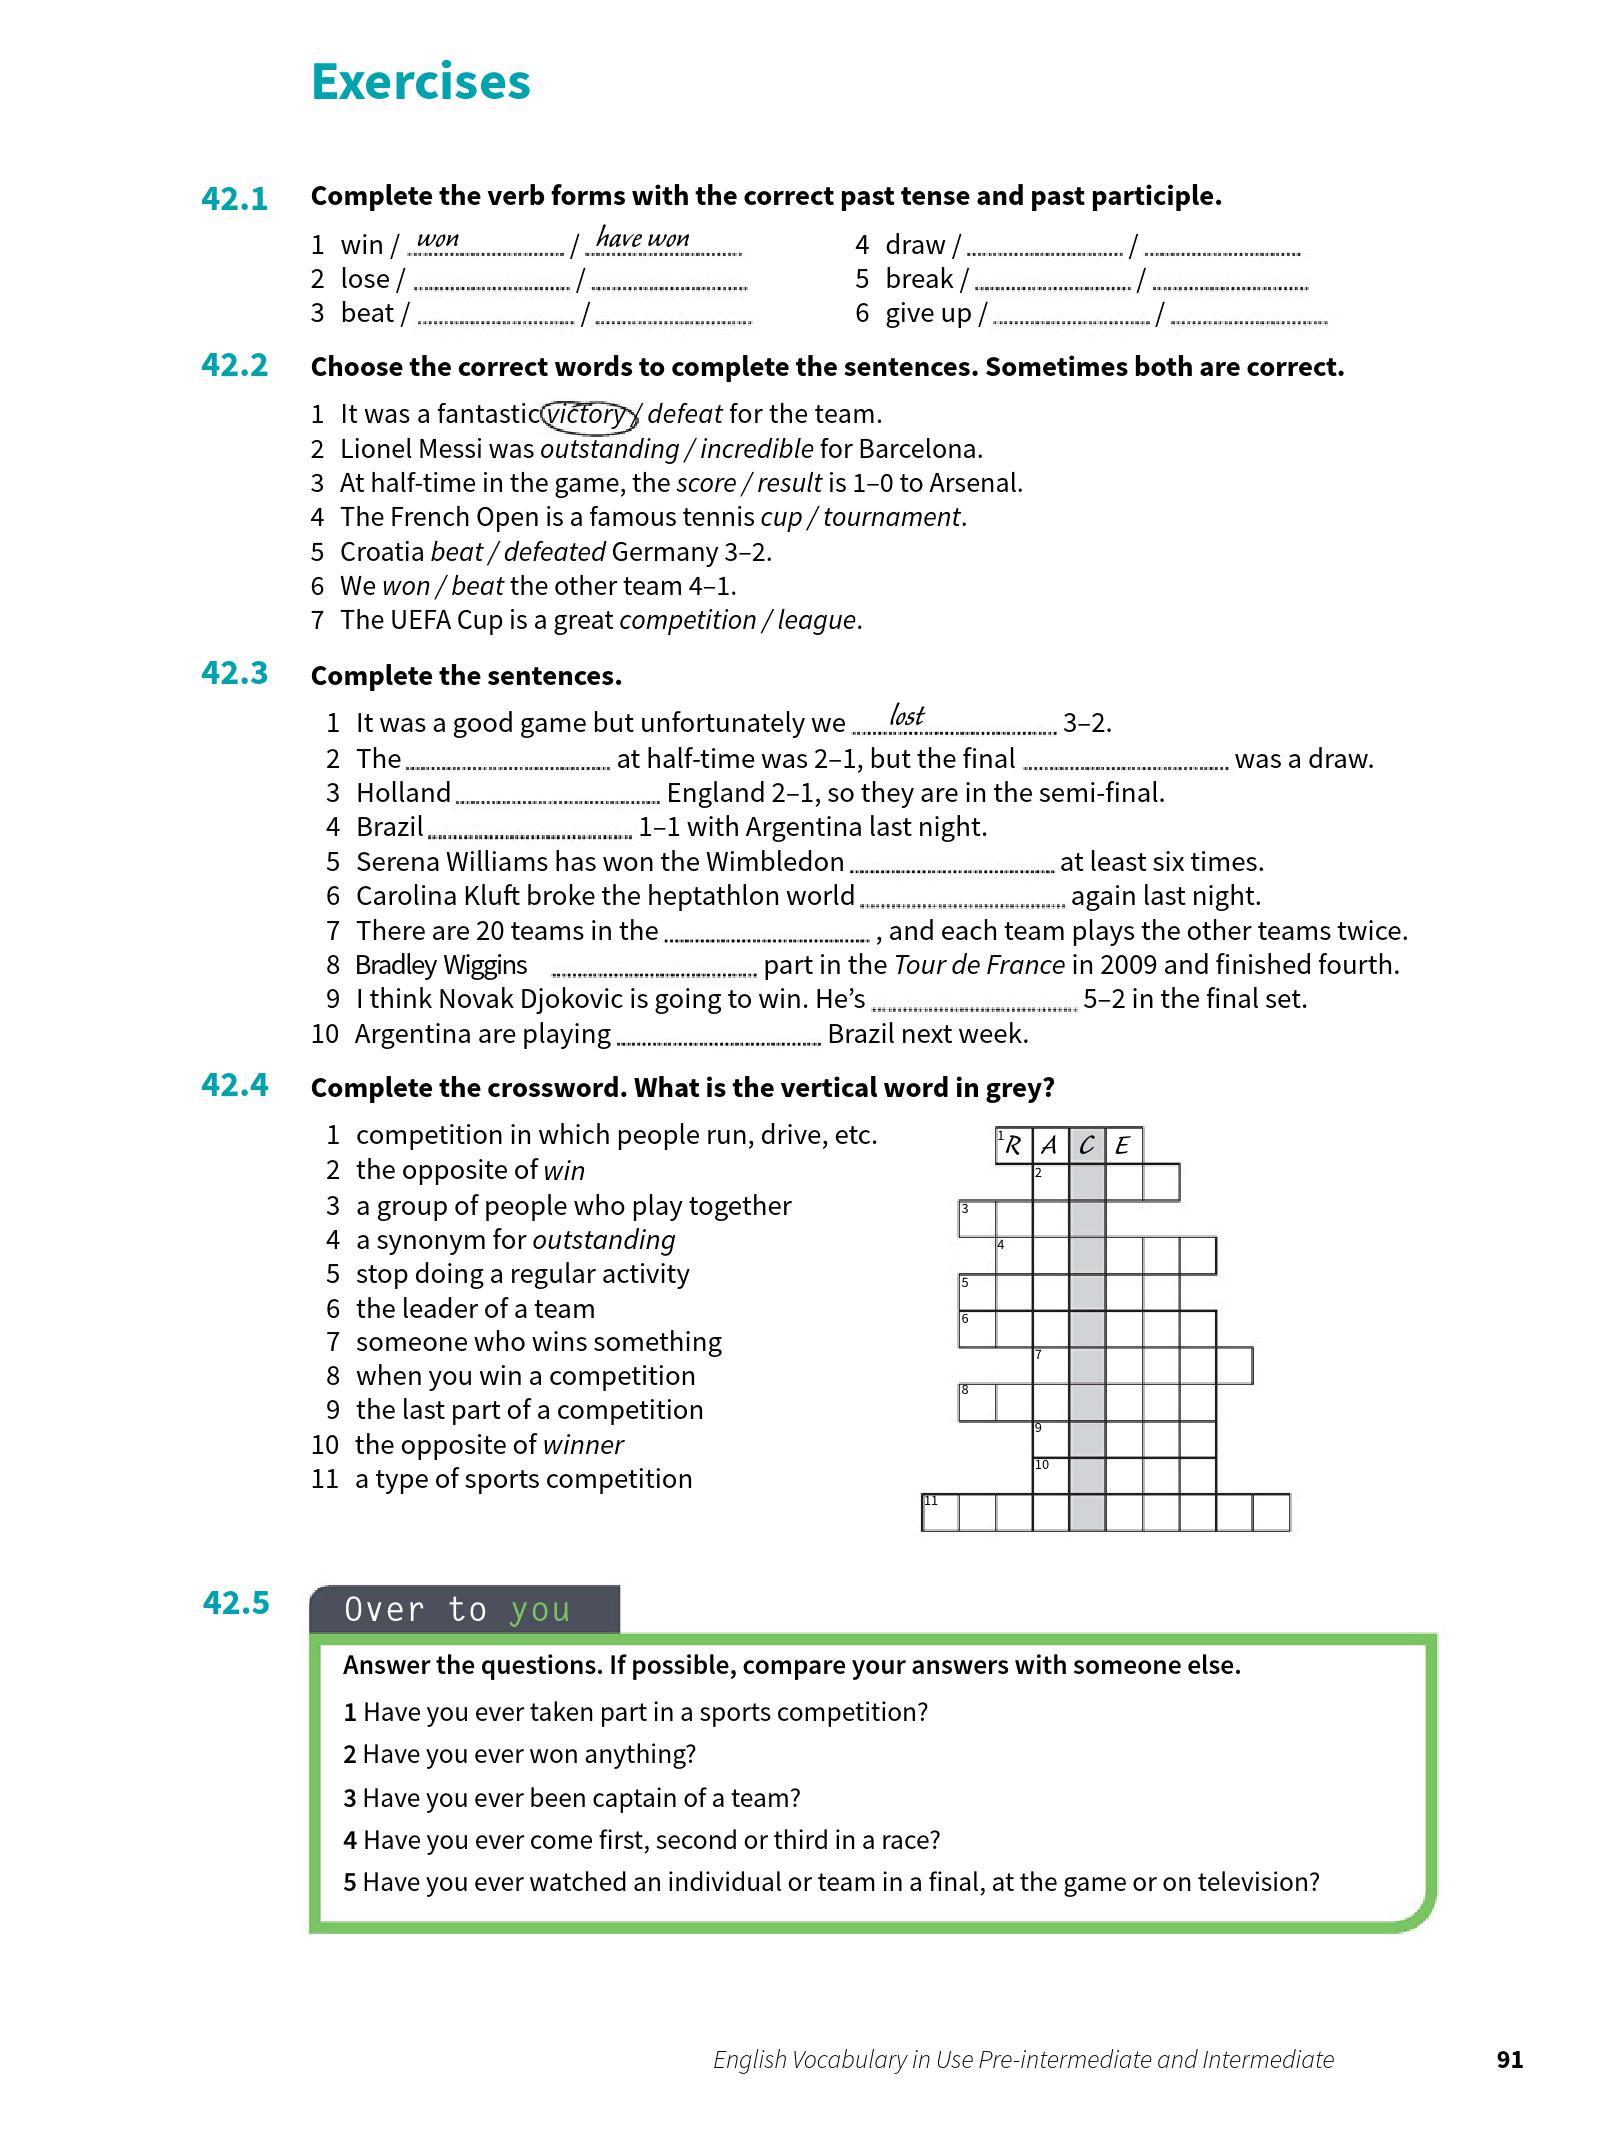 Exercises
42.1 Complete the verb forms with the correct past tense and past participle.
1 win / won / have won 4 draw / ________ / ________
2 lose / ________ / ________ 5 break / ________ / ________
3 beat / ________ / ________ 6 give up / ________ / ________
42.2 Choose the correct words to complete the sentences. Sometimes both are correct.
1 It was a fantastic victory / defeat for the team.
2 Lionel Messi was outstanding / incredible for Barcelona.
3 At half-time in the game, the score / result is 1–0 to Arsenal.
4 The French Open is a famous tennis cup / tournament.
5 Croatia beat / defeated Germany 3–2.
6 We won / beat the other team 4–1.
7 The UEFA Cup is a great competition / league.
42.3 Complete the sentences.
1 It was a good game but unfortunately we lost 3–2.
2 The ________ at half-time was 2–1, but the final ________ was a draw.
3 Holland ________ England 2–1, so they are in the semi-final.
4 Brazil ________ 1–1 with Argentina last night.
5 Serena Williams has won the Wimbledon ________ at least six times.
6 Carolina Kluft broke the heptathlon world ________ again last night.
7 There are 20 teams in the ________ , and each team plays the other teams twice.
8 Bradley Wiggins ________ part in the Tour de France in 2009 and finished fourth.
9 I think Novak Djokovic is going to win. He's ________ 5–2 in the final set.
10 Argentina are playing ________ Brazil next week.
42.4 Complete the crossword. What is the vertical word in grey?
1 competition in which people run, drive, etc.
2 the opposite of win
3 a group of people who play together
4 a synonym for outstanding
5 stop doing a regular activity
6 the leader of a team
7 someone who wins something
8 when you win a competition
9 the last part of a competition
10 the opposite of winner
11 a type of sports competition
1 R A C E
2
3
4
5
6
7
8
9
10
11
42.5 Over to you
Answer the questions. If possible, compare your answers with someone else.
1 Have you ever taken part in a sports competition?
2 Have you ever won anything?
3 Have you ever been captain of a team?
4 Have you ever come first, second or third in a race?
5 Have you ever watched an individual or team in a final, at the game or on television?
English Vocabulary in Use Pre-intermediate and Intermediate 91